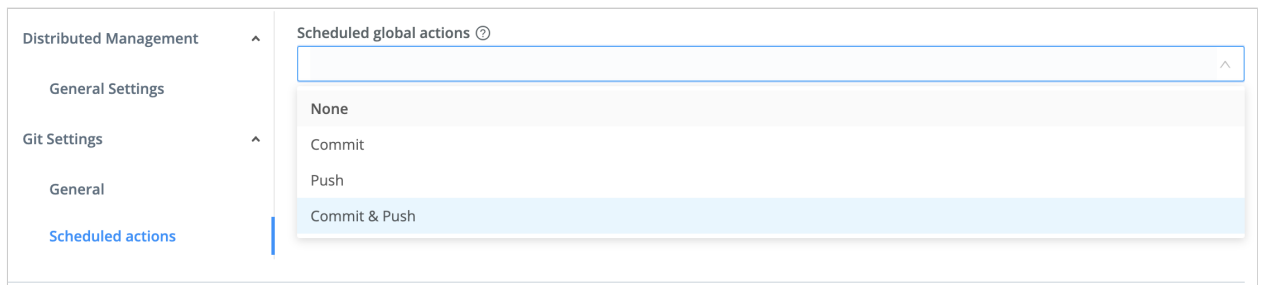 Distributed Management
General Settings
Git Settings
General
Scheduled actions
Scheduled global actions ?
None
Commit
Push
Commit & Push